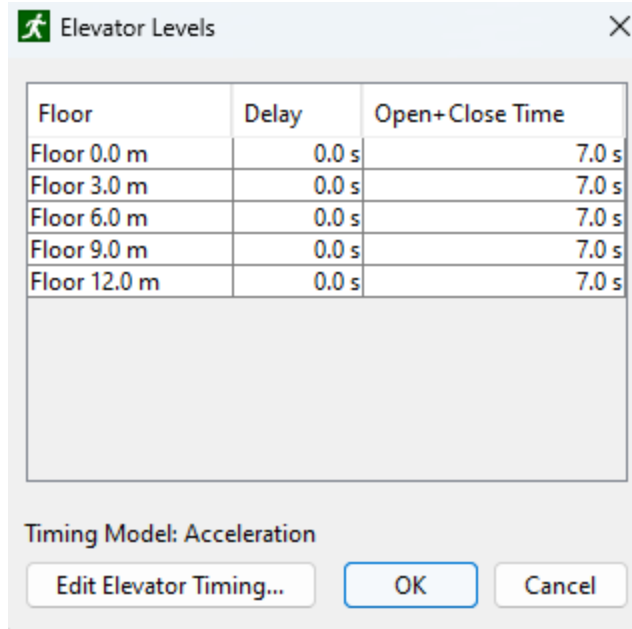 Elevator Levels
Floor Delay Open+Close Time
Floor 0.0 m 0.0 s 7.0 s
Floor 3.0 m 0.0 s 7.0 s
Floor 6.0 m 0.0 s 7.0 s
Floor 9.0 m 0.0 s 7.0 s
Floor 12.0 m 0.0 s 7.0 s
Timing Model: Acceleration
Edit Elevator Timing... OK Cancel